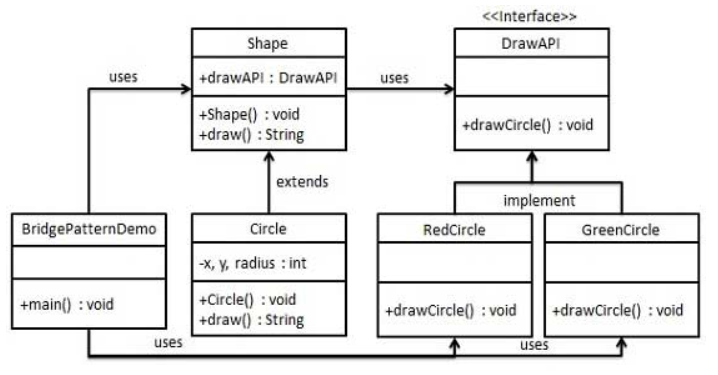 <<Interface>>
Shape
DrawAPI
+drawAPI : DrawAPI
uses
uses
+Shape() : void
+draw() : String
+drawCircle() : void
extends
implement
BridgePatternDemo
Circle
RedCircle
GreenCircle
-x, y, radius : int
+main() : void
+Circle() : void
+draw() : String
+drawCircle() : void
+drawCircle() : void
uses
uses